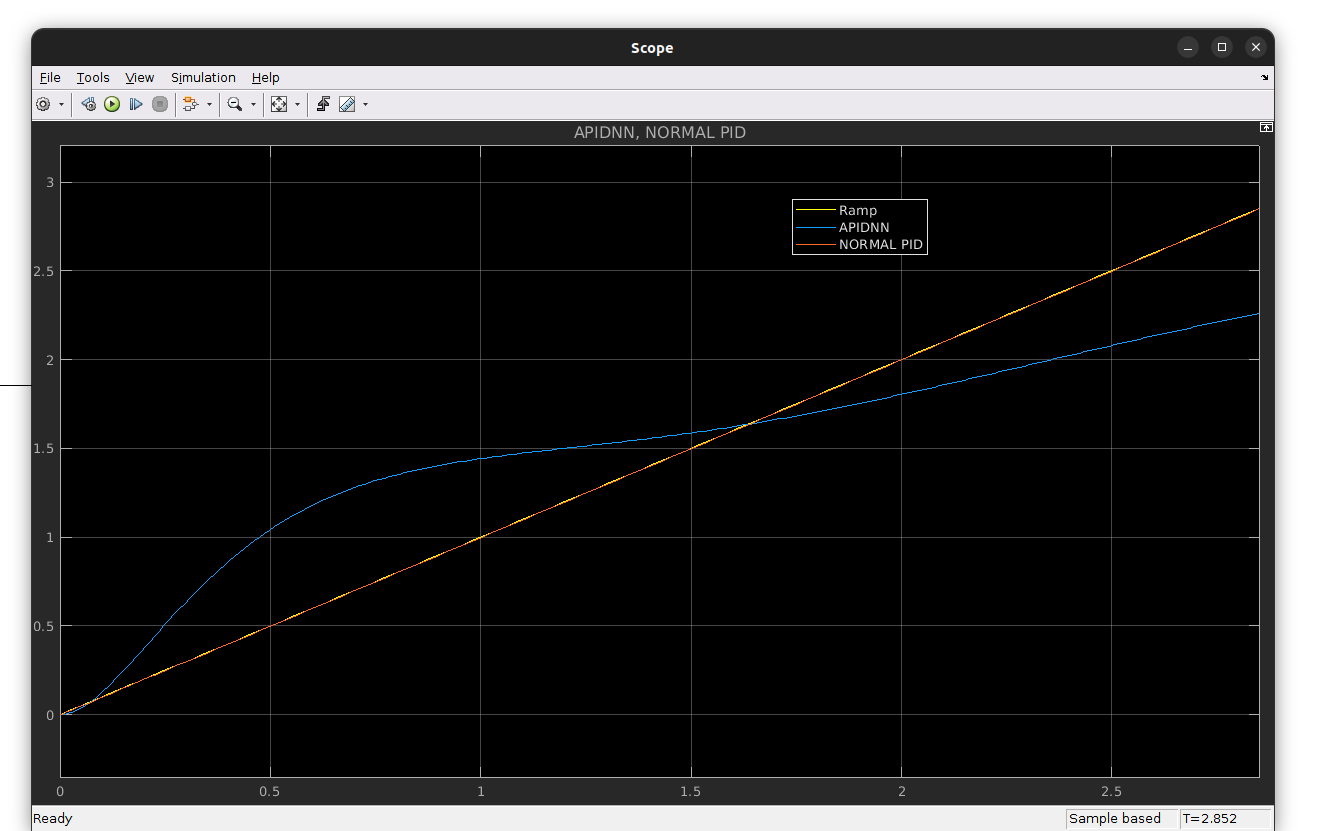 Scope
File Tools View Simulation Help
APIDNN, NORMAL PID
3
2.5
2
1.5
1
0.5
0
Ramp
APIDNN
NORMAL PID
0 0.5 1 1.5 2 2.5
Ready Sample based T=2.852